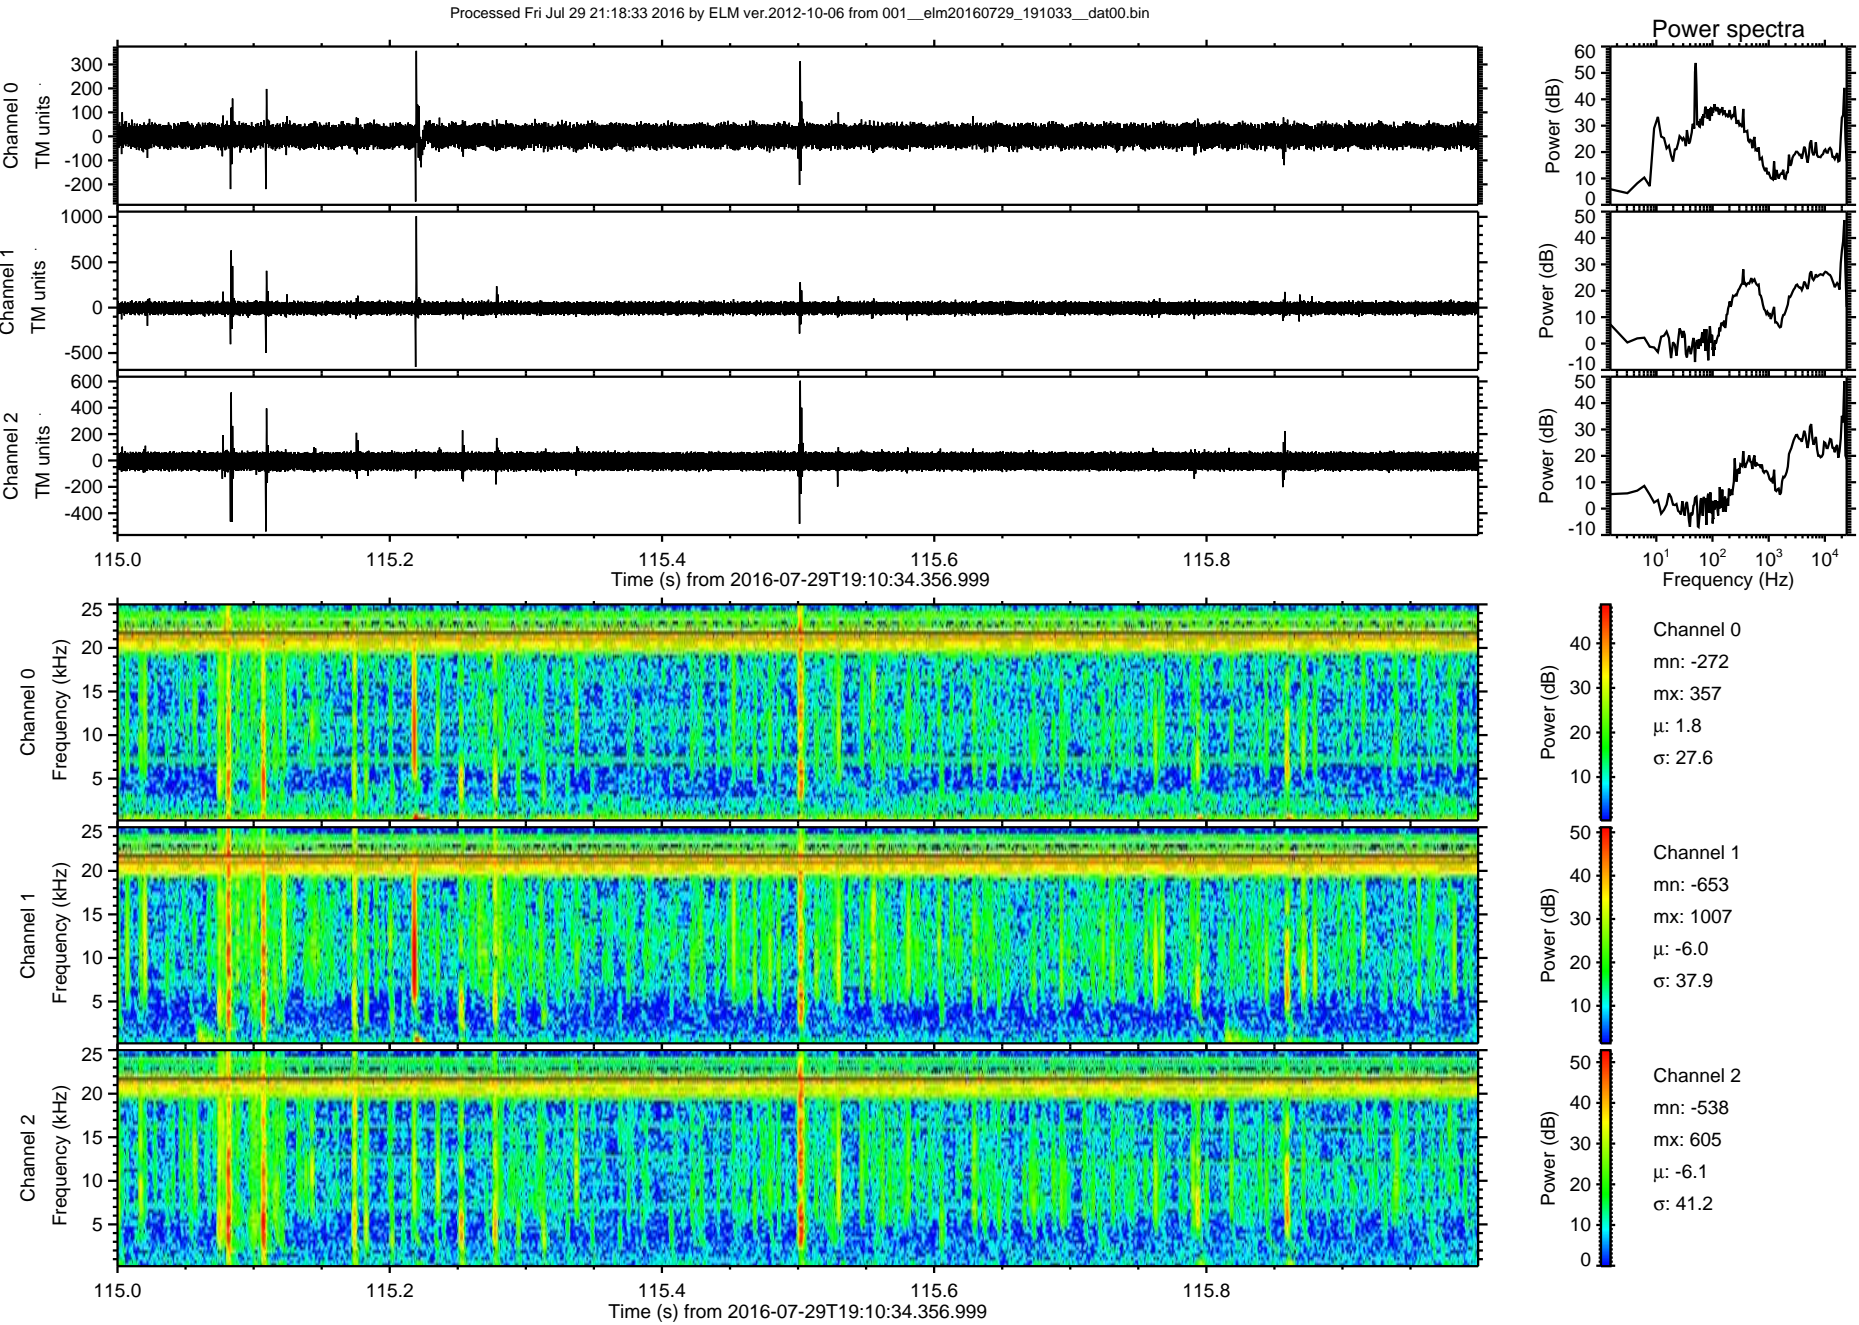 Processed Fri Jul 29 21:18:33 2016 by ELM ver.2012-10-06 from 001__elm20160729_191033__dat00.bin
Power spectra
Channel 0
TM units
300
200
100
0
-100
-200
Power (dB)
60
50
40
30
20
10
0
Channel 1
TM units
1000
500
0
-500
Power (dB)
50
40
30
20
10
0
-10
Channel 2
TM units
600
400
200
0
-200
-400
Power (dB)
50
40
30
20
10
0
-10
115.0 115.2 115.4 115.6 115.8
Time (s) from 2016-07-29T19:10:34.356.999
10¹ 10² 10³ 10⁴
Frequency (Hz)
Channel 0
Frequency (kHz)
25
20
15
10
5
Power (dB)
40
30
20
10
Channel 0
mn: -272
mx: 357
μ: 1.8
σ: 27.6
Channel 1
Frequency (kHz)
25
20
15
10
5
Power (dB)
50
40
30
20
10
Channel 1
mn: -653
mx: 1007
μ: -6.0
σ: 37.9
Channel 2
Frequency (kHz)
25
20
15
10
5
Power (dB)
50
40
30
20
10
0
Channel 2
mn: -538
mx: 605
μ: -6.1
σ: 41.2
115.0 115.2 115.4 115.6 115.8
Time (s) from 2016-07-29T19:10:34.356.999